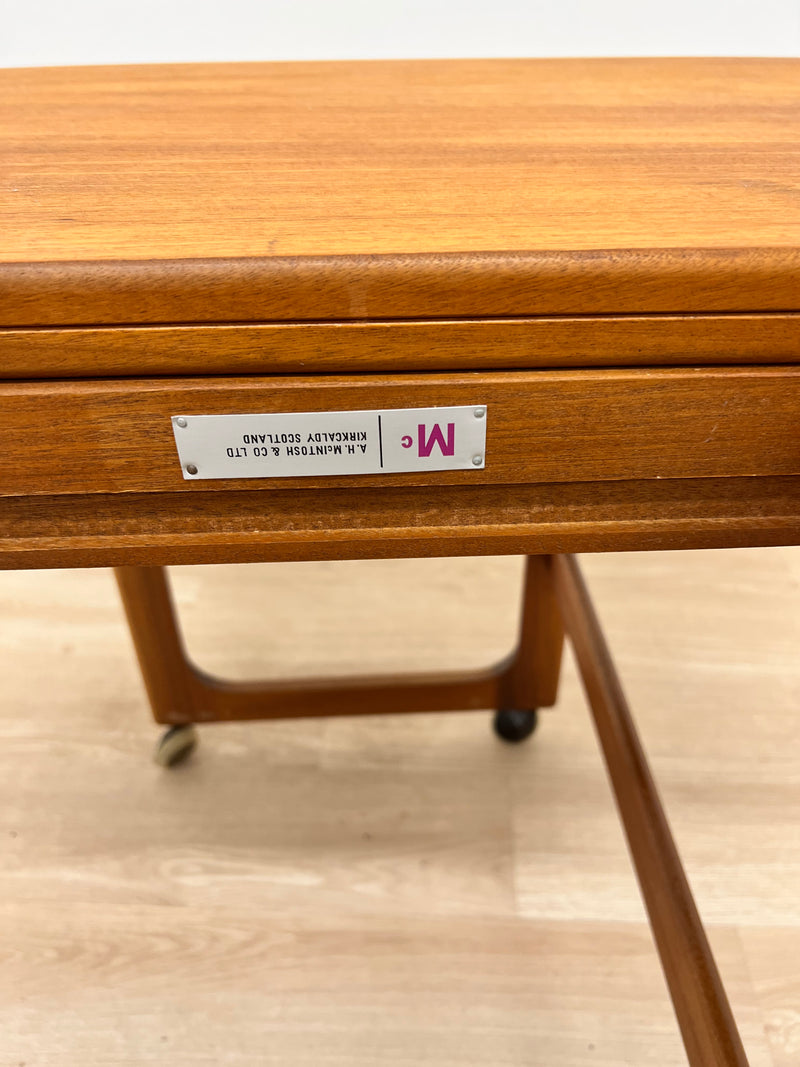 Mc
A.H. McINTOSH & CO LTD
KIRKCALDY SCOTLAND